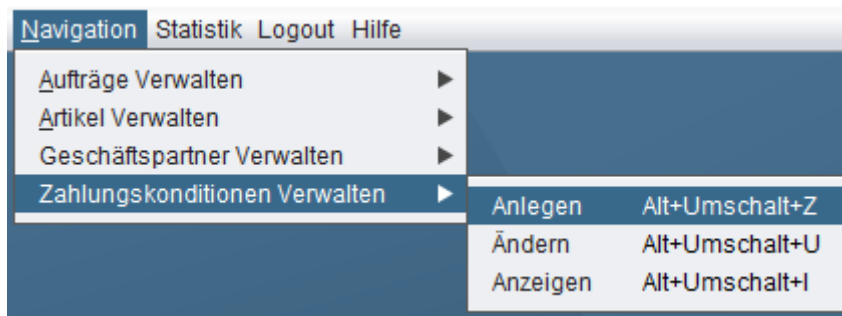 Navigation Statistik Logout Hilfe
Aufträge Verwalten
Artikel Verwalten
Geschäftspartner Verwalten
Zahlungskonditionen Verwalten
Anlegen Alt+Umschalt+Z
Ändern Alt+Umschalt+U
Anzeigen Alt+Umschalt+I